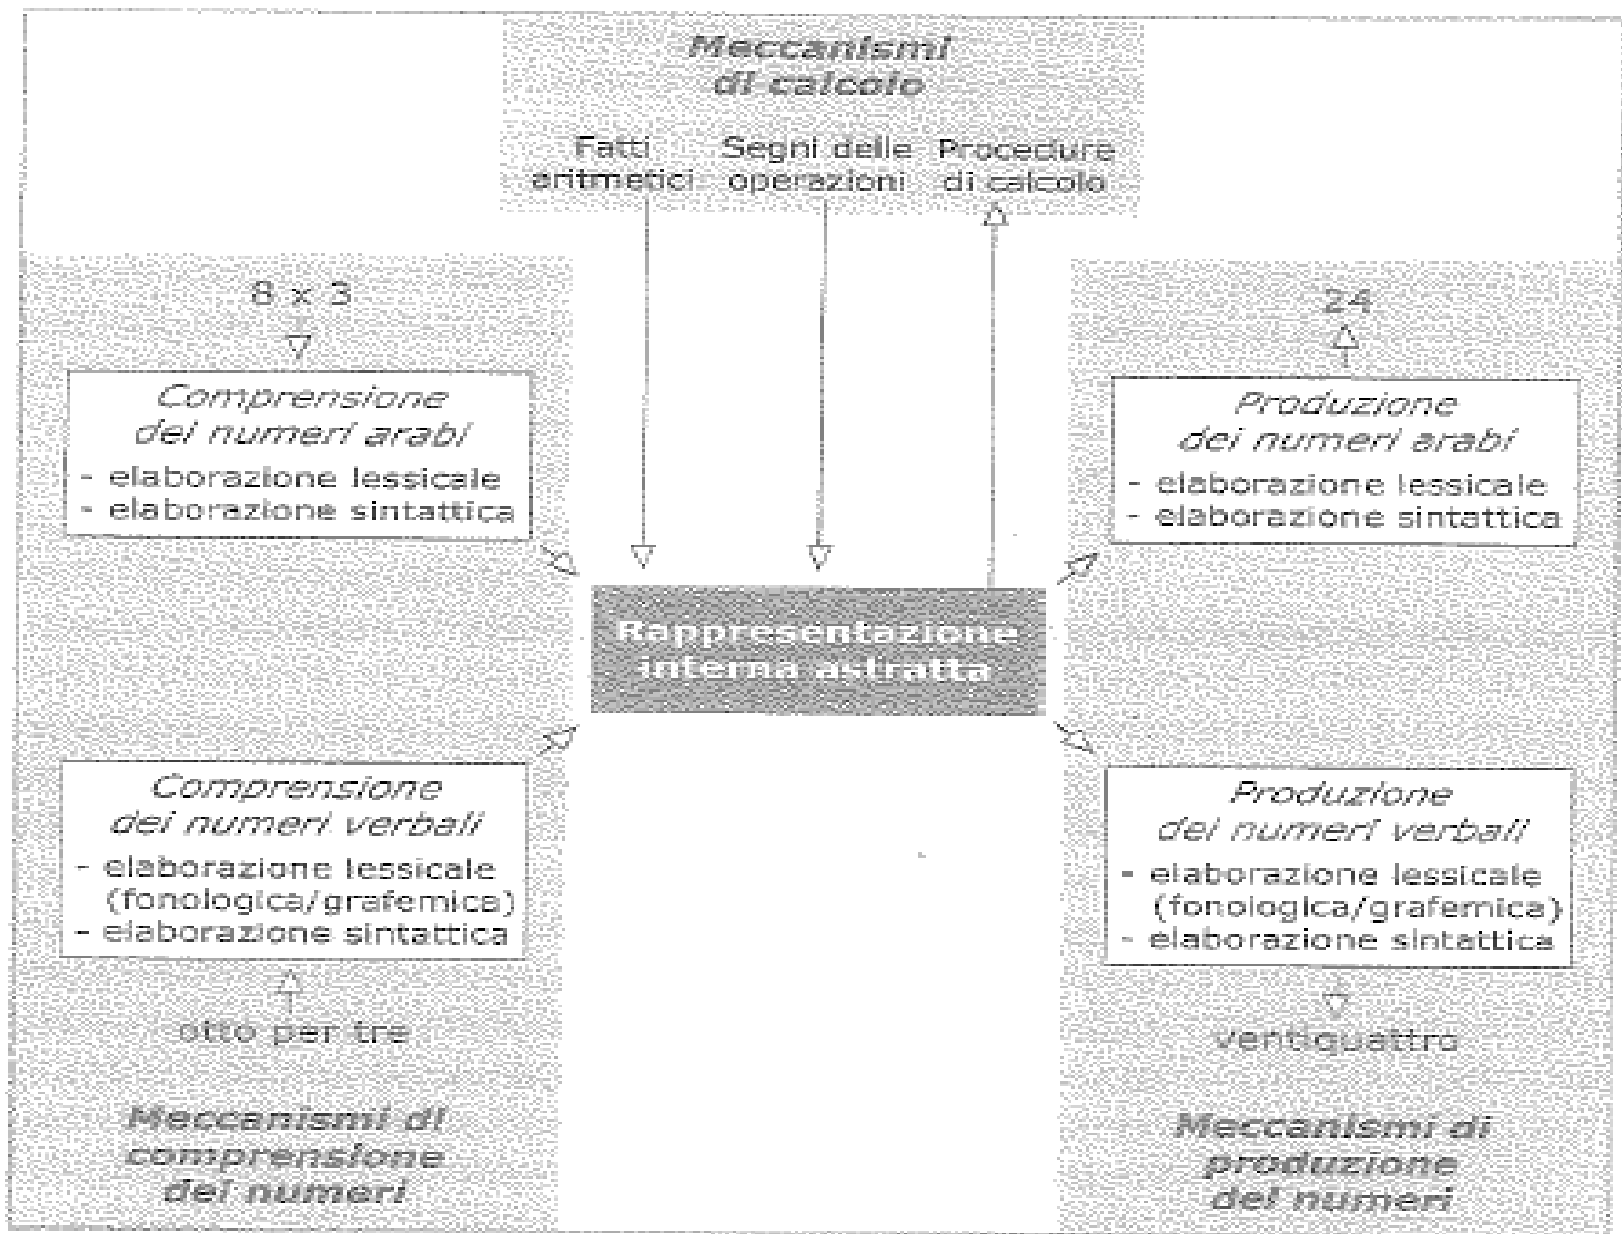 Meccanismi
di calcolo
Fatti
aritmetici
Segni delle
operazioni
Procedure
di calcolo
8 x 3
Comprensione
dei numeri arabi
- elaborazione lessicale
- elaborazione sintattica
24
Produzione
dei numeri arabi
- elaborazione lessicale
- elaborazione sintattica
Rappresentazione
interna astratta
Comprensione
dei numeri verbali
- elaborazione lessicale
(fonologica/grafemica)
- elaborazione sintattica
otto per tre
Meccanismi di
comprensione
dei numeri
Produzione
dei numeri verbali
- elaborazione lessicale
(fonologica/grafemica)
- elaborazione sintattica
ventiquattro
Meccanismi di
produzione
dei numeri